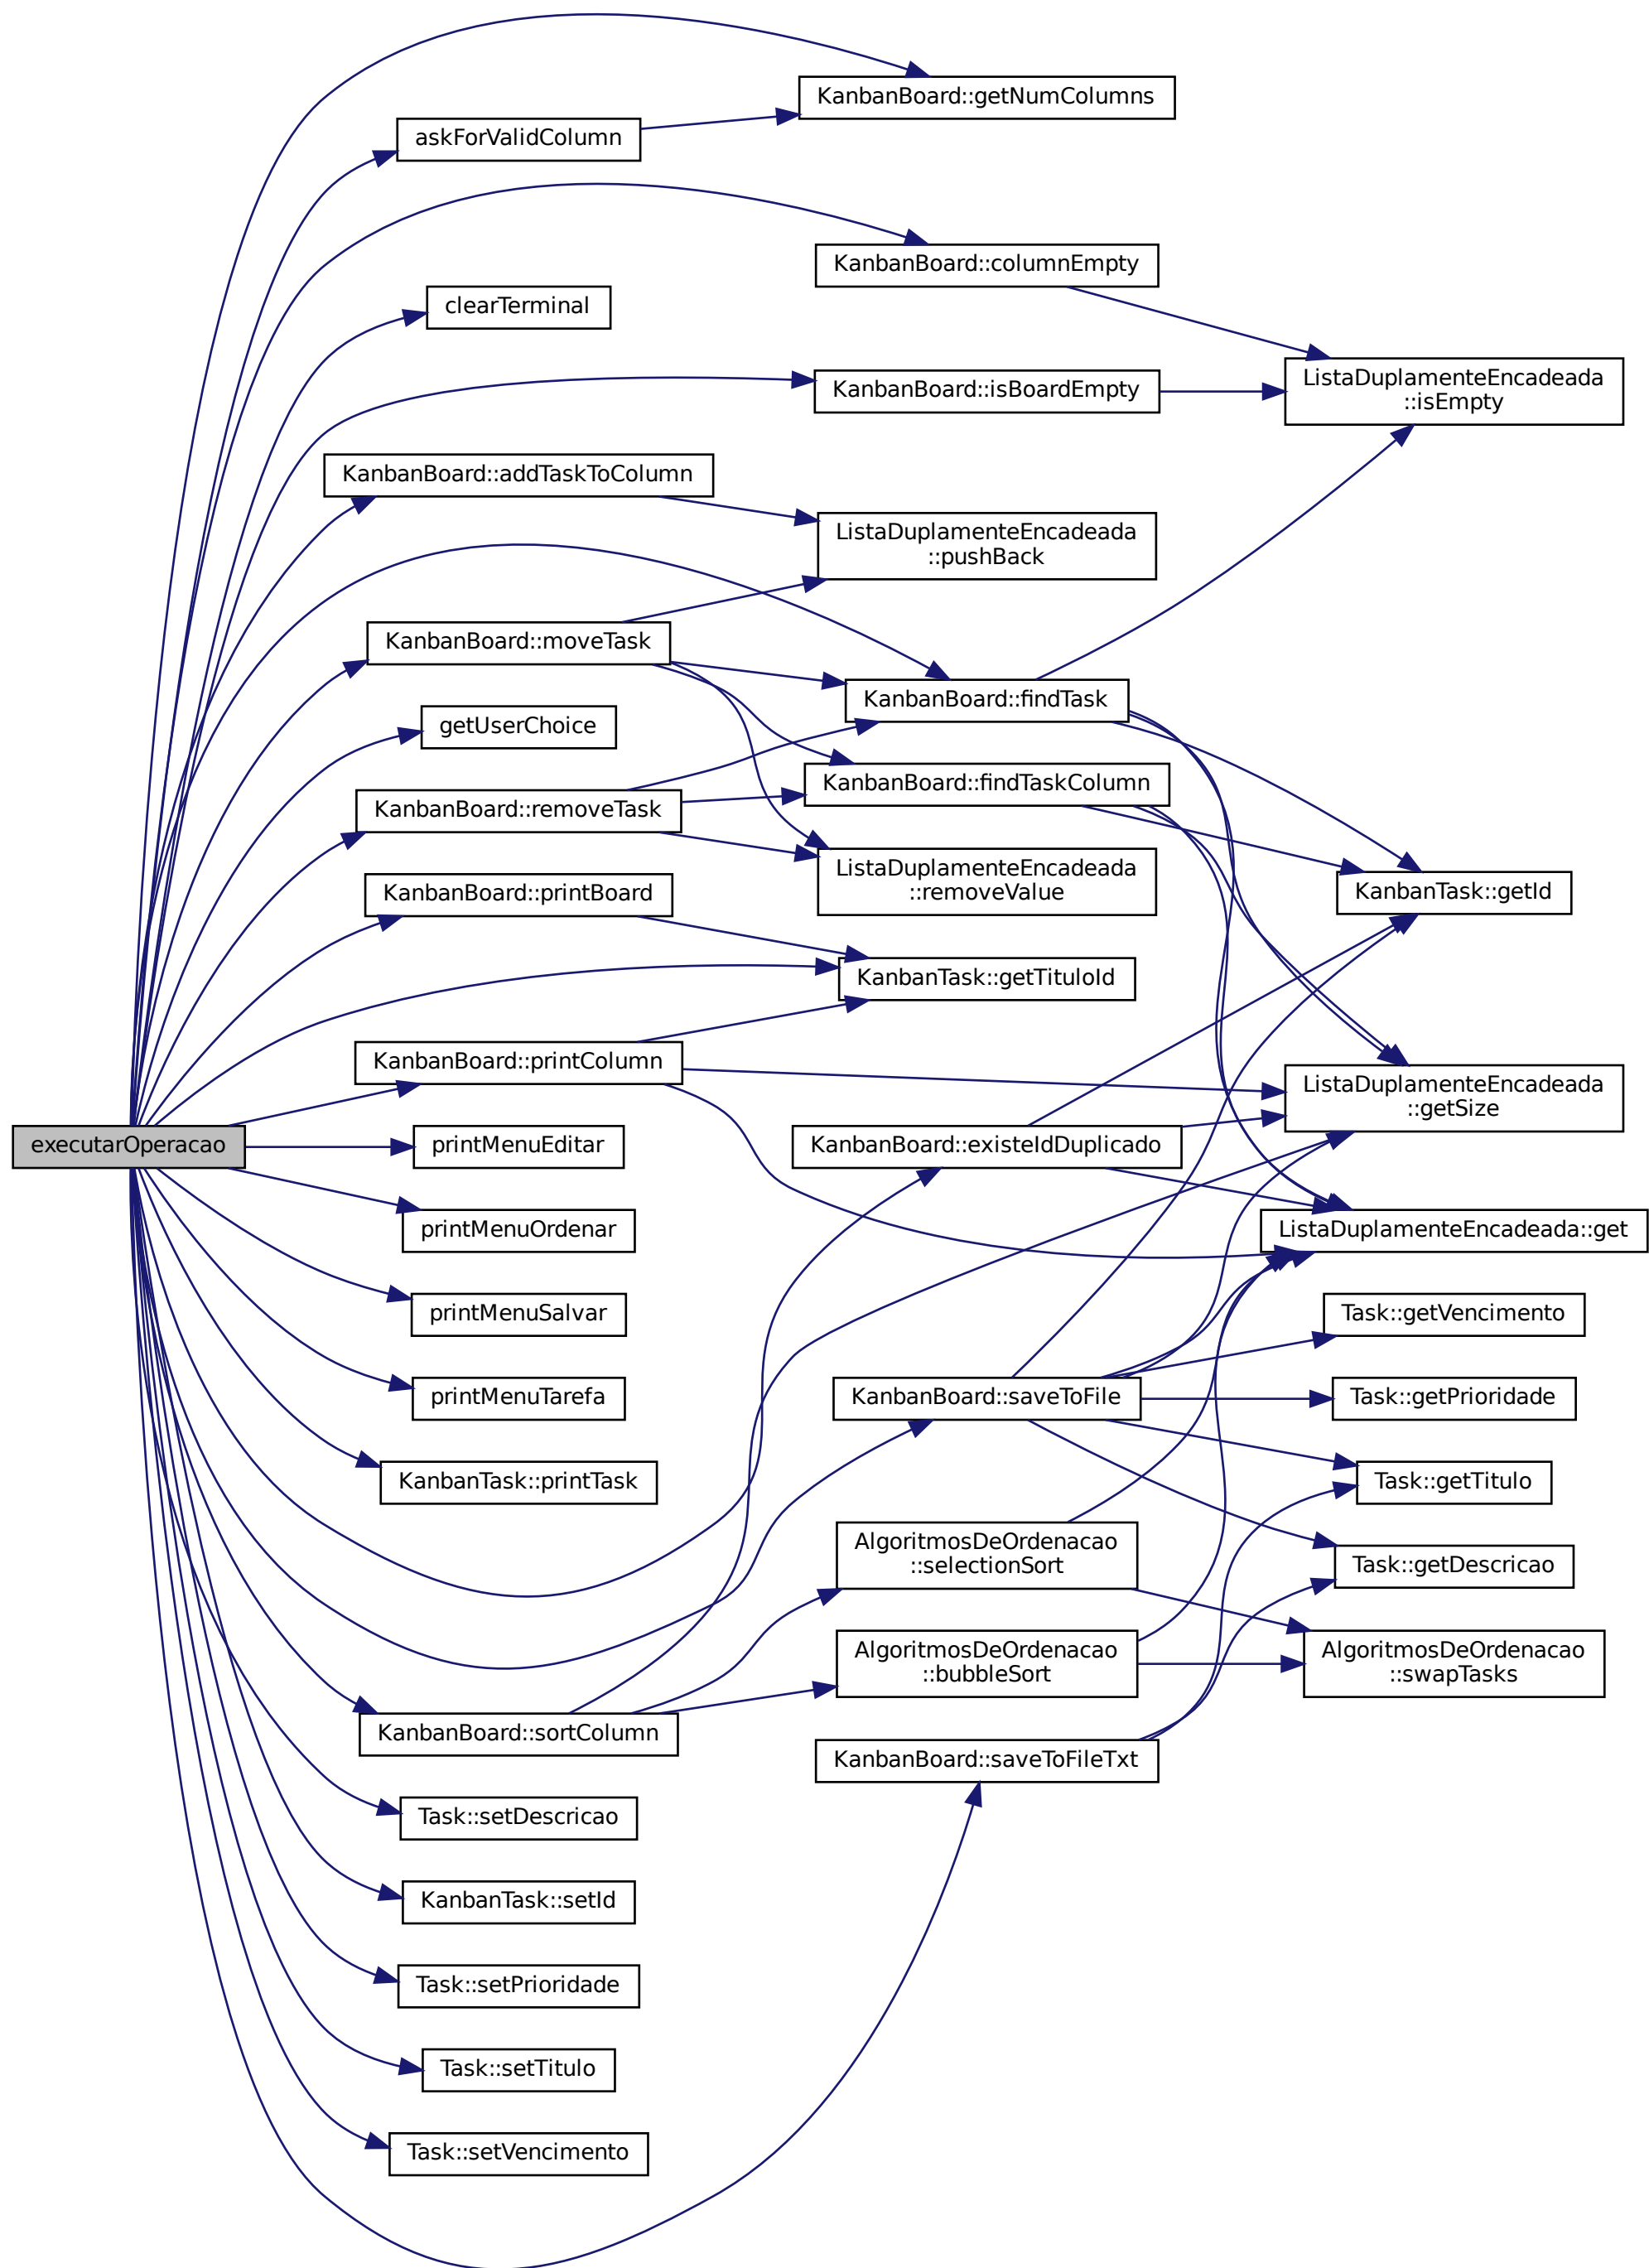 KanbanBoard::getNumColumns
askForValidColumn
KanbanBoard::columnEmpty
clearTerminal
ListaDuplamenteEncadeada
::isEmpty
KanbanBoard::isBoardEmpty
KanbanBoard::addTaskToColumn
ListaDuplamenteEncadeada
::pushBack
KanbanBoard::moveTask
KanbanBoard::findTask
getUserChoice
KanbanBoard::findTaskColumn
KanbanBoard::removeTask
ListaDuplamenteEncadeada
::removeValue
KanbanTask::getId
KanbanBoard::printBoard
KanbanTask::getTituloId
KanbanBoard::printColumn
ListaDuplamenteEncadeada
::getSize
executarOperacao
printMenuEditar
KanbanBoard::existeIdDuplicado
printMenuOrdenar
ListaDuplamenteEncadeada::get
printMenuSalvar
Task::getVencimento
printMenuTarefa
KanbanBoard::saveToFile
Task::getPrioridade
KanbanTask::printTask
Task::getTitulo
AlgoritmosDeOrdenacao
::selectionSort
Task::getDescricao
AlgoritmosDeOrdenacao
::bubbleSort
AlgoritmosDeOrdenacao
::swapTasks
KanbanBoard::sortColumn
KanbanBoard::saveToFileTxt
Task::setDescricao
KanbanTask::setId
Task::setPrioridade
Task::setTitulo
Task::setVencimento